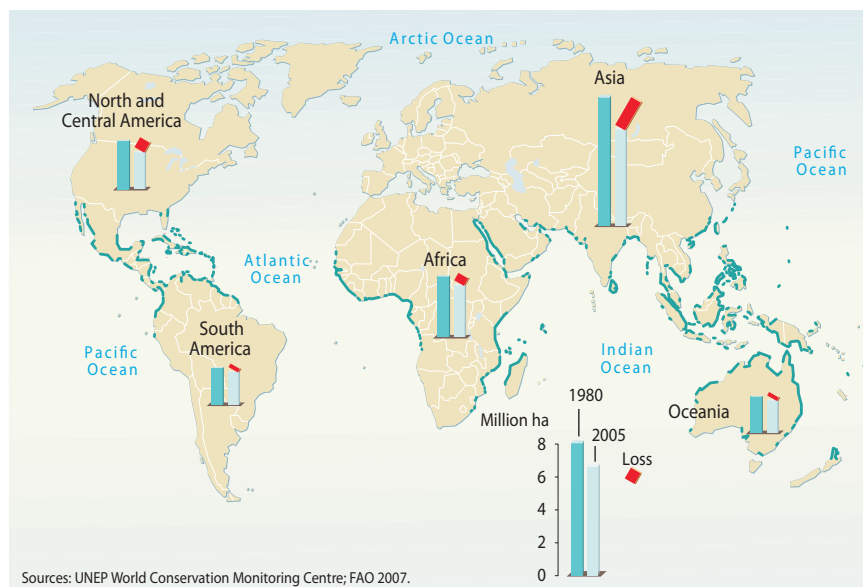 Arctic Ocean
North and
Central America
Asia
Pacific
Ocean
Atlantic
Ocean
Africa
South
America
Pacific
Ocean
Indian
Ocean
Oceania
Million ha
1980
2005
Loss
8
6
4
2
0
Sources: UNEP World Conservation Monitoring Centre; FAO 2007.